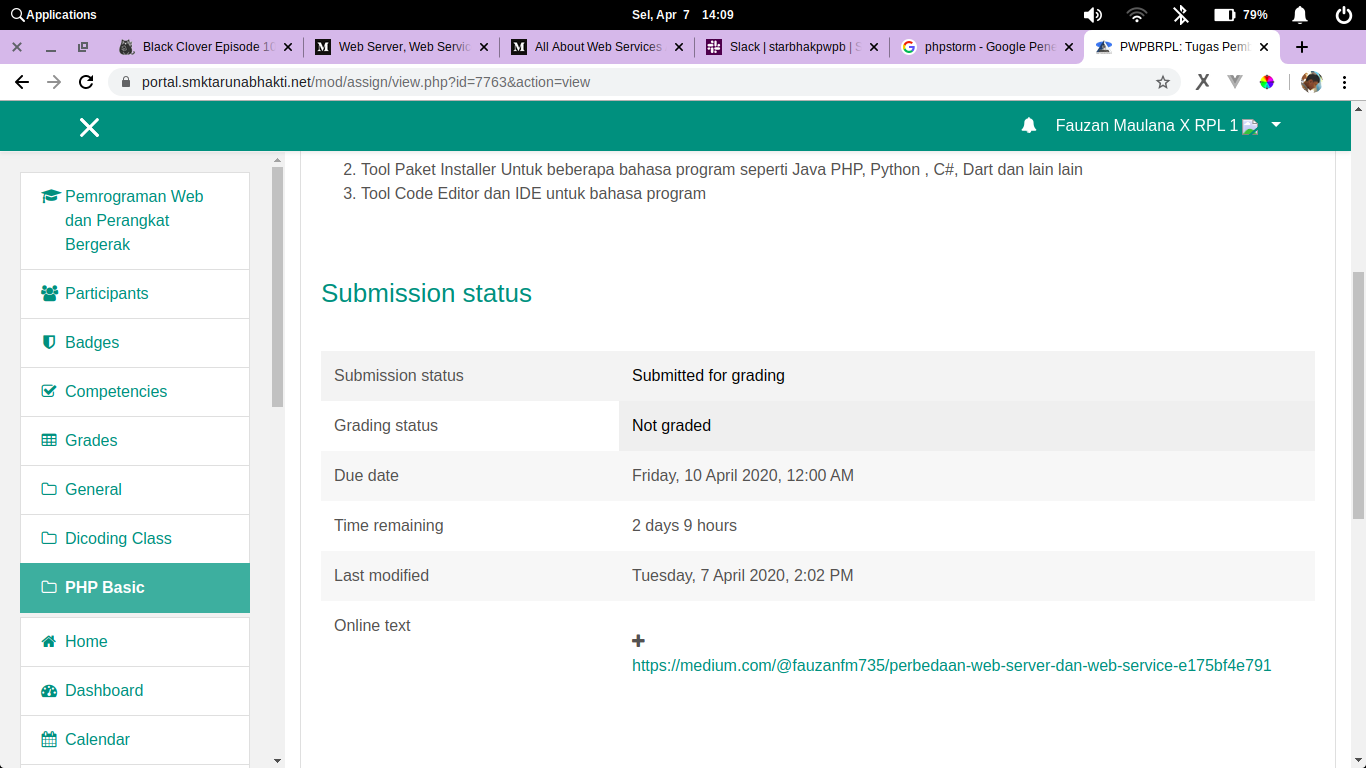 Applications
Sel, Apr 7 14:09
79%
Black Clover Episode 10
Web Server, Web Servic
All About Web Services
Slack | starbhakpwpb | S
phpstorm - Google Pene
PWPBRPL: Tugas Pemb
portal.smktarunabhakti.net/mod/assign/view.php?id=7763&action=view
Fauzan Maulana X RPL 1
Pemrograman Web
dan Perangkat
Bergerak
Participants
Badges
Competencies
Grades
General
Dicoding Class
PHP Basic
Home
Dashboard
Calendar
2. Tool Paket Installer Untuk beberapa bahasa program seperti Java PHP, Python , C#, Dart dan lain lain
3. Tool Code Editor dan IDE untuk bahasa program
Submission status
Submission status Submitted for grading
Grading status Not graded
Due date Friday, 10 April 2020, 12:00 AM
Time remaining 2 days 9 hours
Last modified Tuesday, 7 April 2020, 2:02 PM
Online text
https://medium.com/@fauzanfm735/perbedaan-web-server-dan-web-service-e175bf4e791